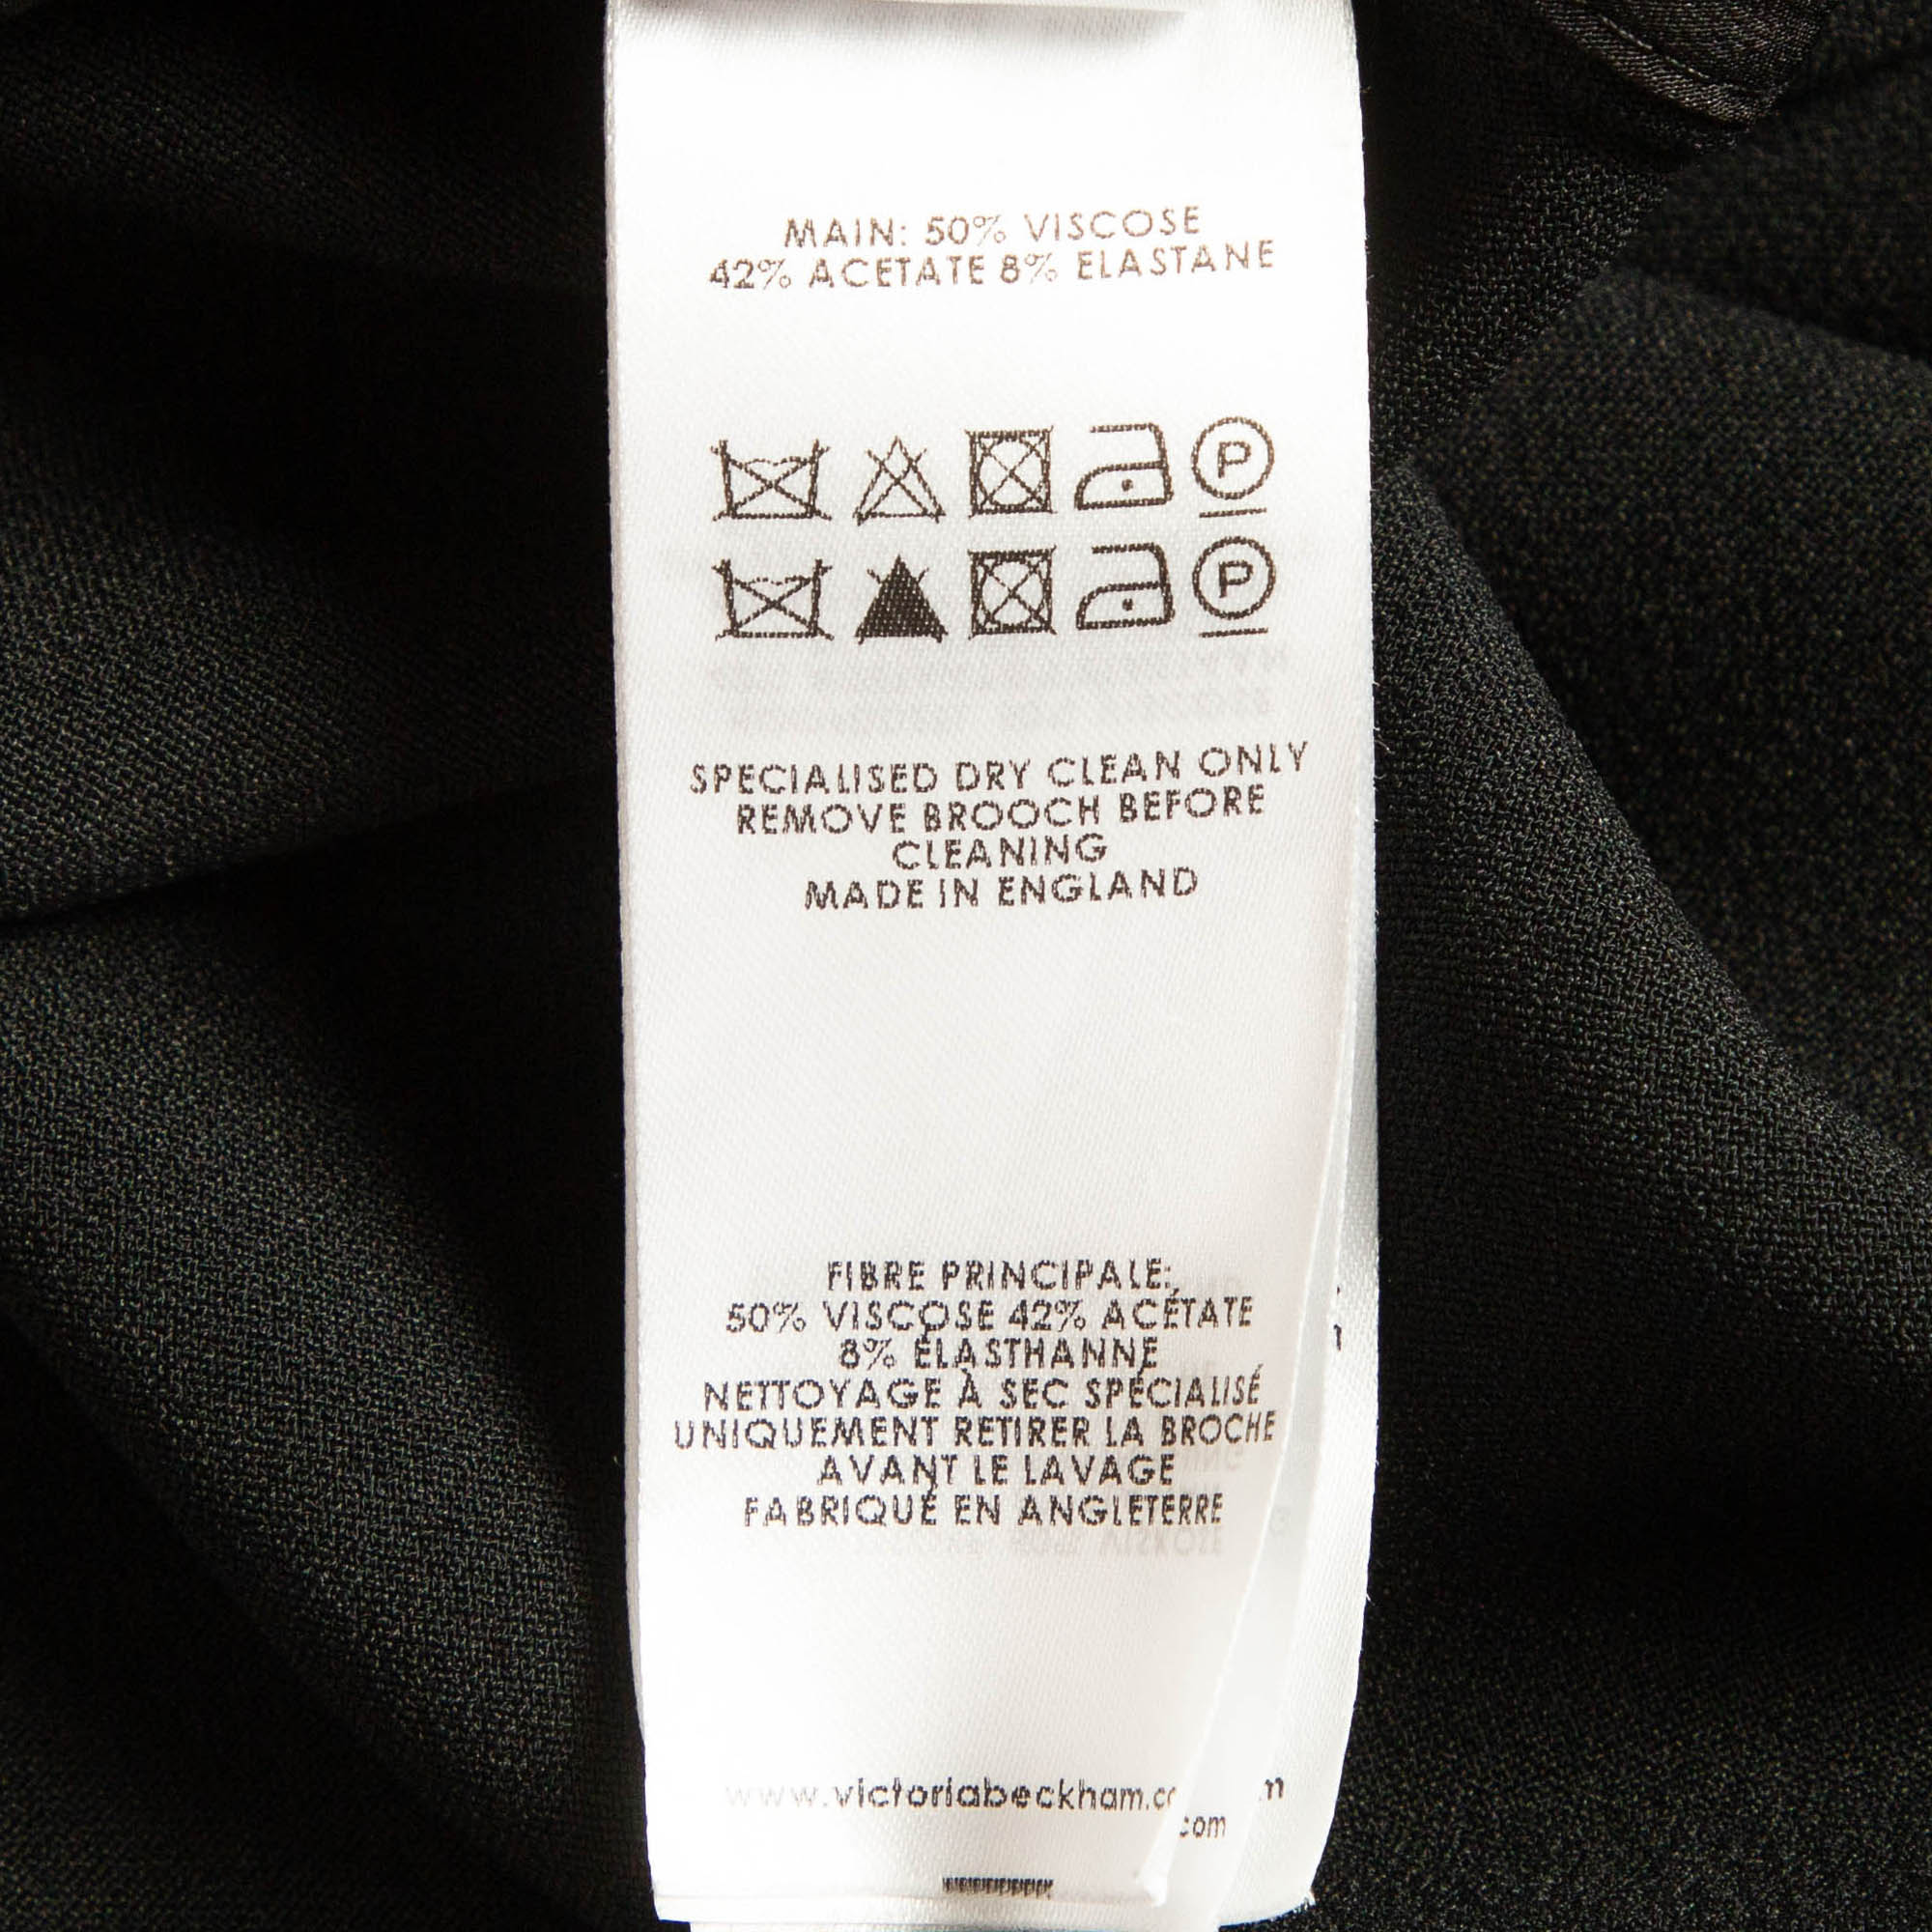 MAIN: 50% VISCOSE
42% ACETATE 8% ELASTANE
P
P
SPECIALISED DRY CLEAN ONLY
REMOVE BROOCH BEFORE
CLEANING
MADE IN ENGLAND
FIBRE PRINCIPALE:
50% VISCOSE 42% ACÉTATE
8% ÉLASTHANNE
NETTOYAGE À SEC SPÉCIALISÉ
UNIQUEMENT RETIRER LA BROCHE
AVANT LE LAVAGE
FABRIQUÉ EN ANGLETERRE
www.victoriabeckham.co
com